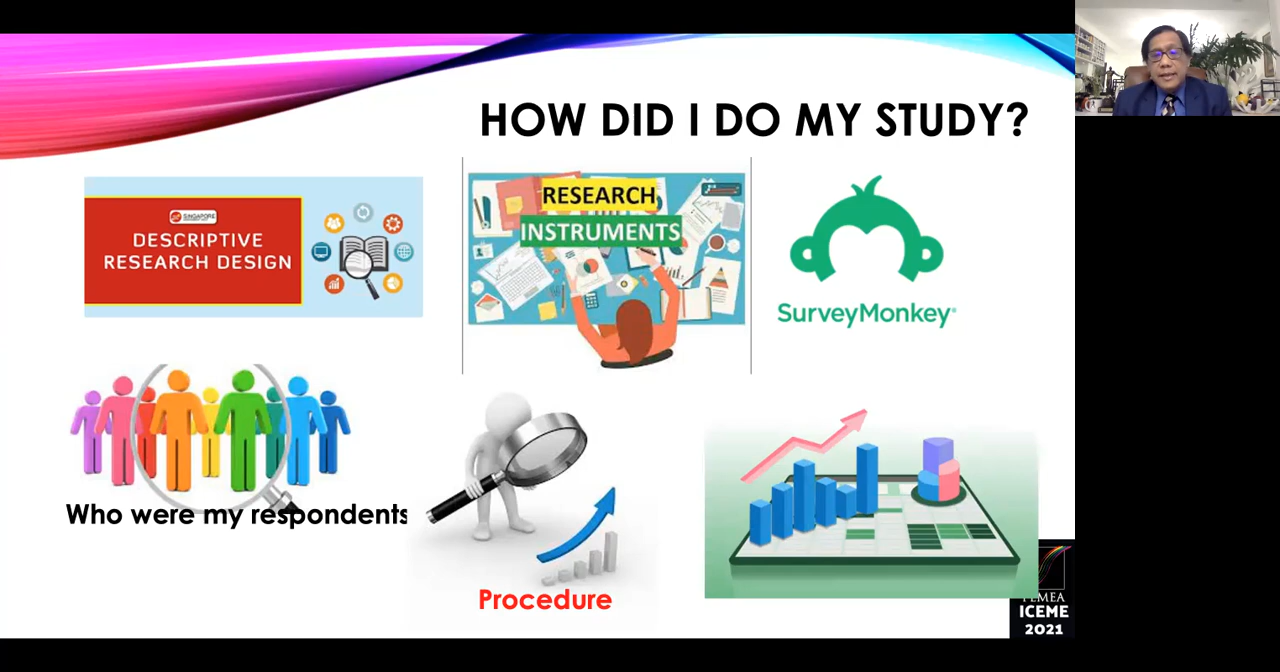 HOW DID I DO MY STUDY?
SINGAPORE
DESCRIPTIVE
RESEARCH DESIGN
RESEARCH
INSTRUMENTS
SurveyMonkey
Who were my respondents
Procedure
ICEME
2021